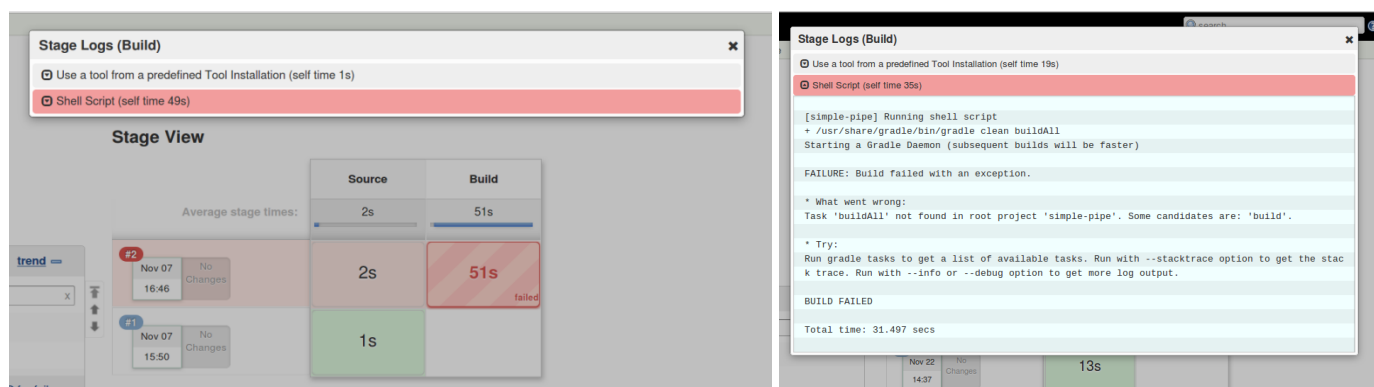 Stage Logs (Build)
Use a tool from a predefined Tool Installation (self time 1s)
Shell Script (self time 49s)
Stage View
Source Build
Average stage times: 2s 51s
trend
#2
Nov 07
16:46
No
Changes
2s
51s
failed
x
#1
Nov 07
15:50
No
Changes
1s
search
Stage Logs (Build)
Use a tool from a predefined Tool Installation (self time 19s)
Shell Script (self time 35s)
[simple-pipe] Running shell script
+ /usr/share/gradle/bin/gradle clean buildAll
Starting a Gradle Daemon (subsequent builds will be faster)
FAILURE: Build failed with an exception.
* What went wrong:
Task 'buildAll' not found in root project 'simple-pipe'. Some candidates are: 'build'.
* Try:
Run gradle tasks to get a list of available tasks. Run with --stacktrace option to get the stac
k trace. Run with --info or --debug option to get more log output.
BUILD FAILED
Total time: 31.497 secs
Nov 22
14:37
No
Changes
13s